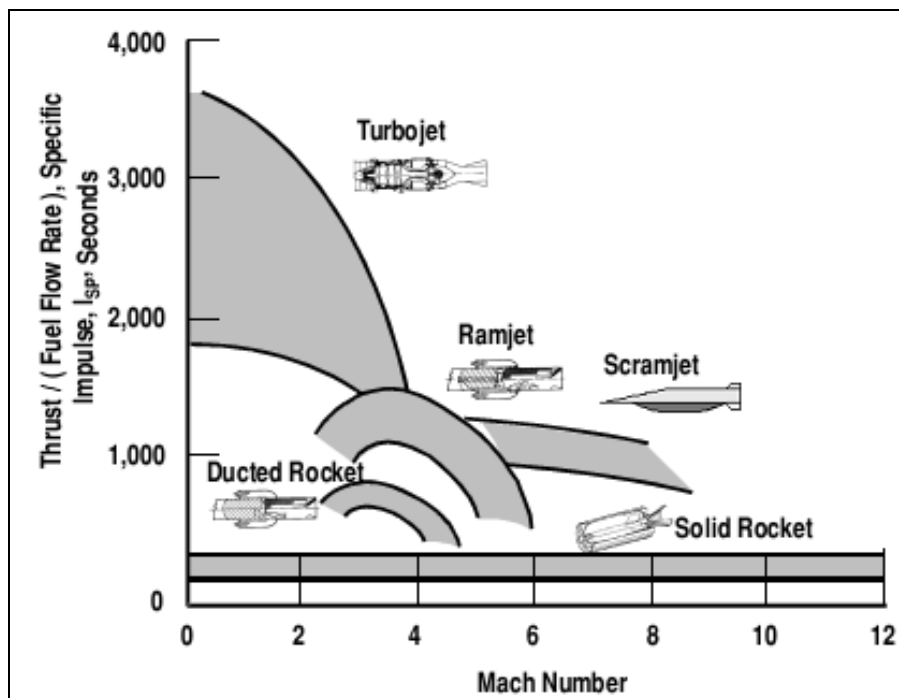 4,000
3,000
2,000
1,000
0
Thrust / ( Fuel Flow Rate ), Specific
Impulse, ISP, Seconds
Turbojet
Ramjet
Scramjet
Ducted Rocket
Solid Rocket
0 2 4 6 8 10 12
Mach Number